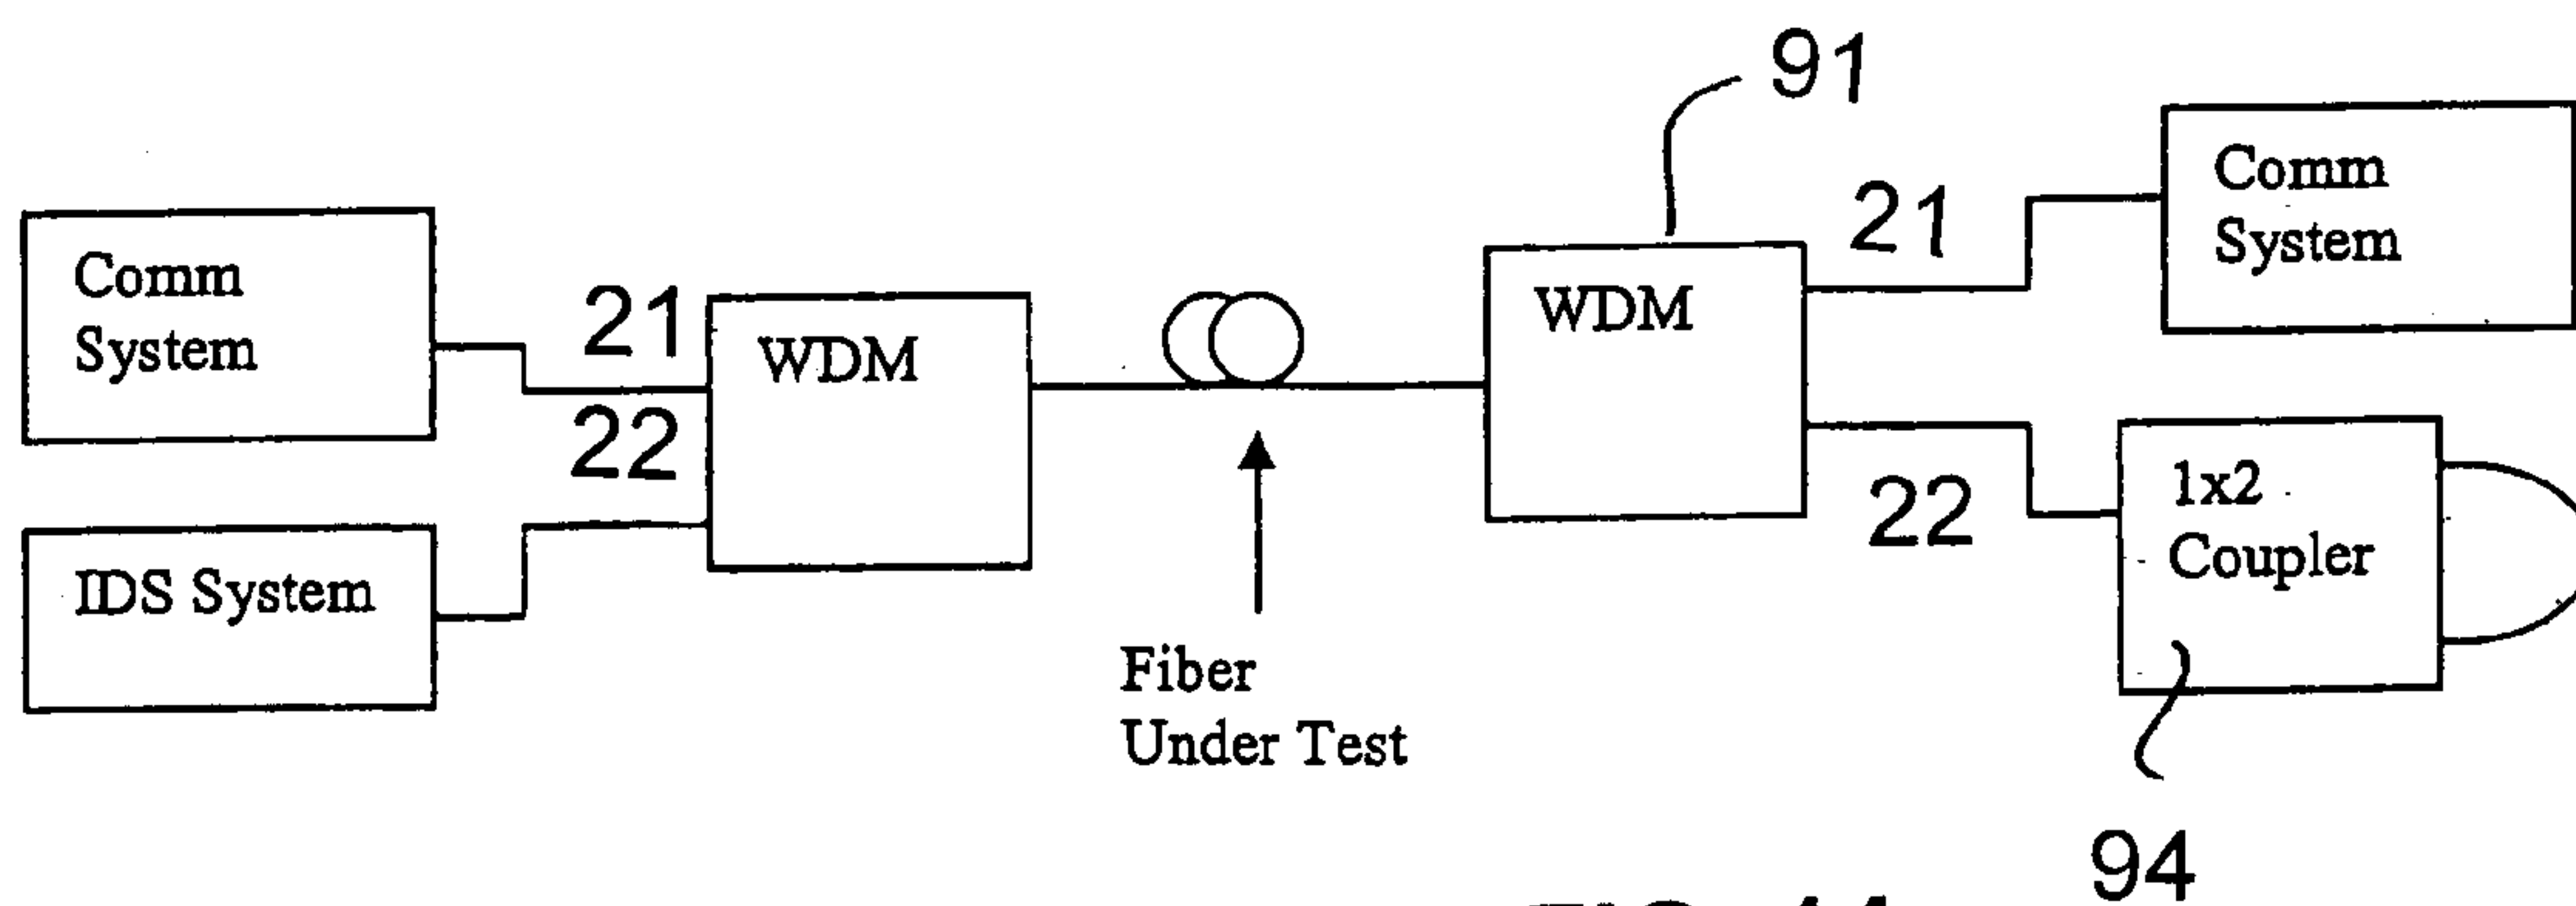 91
Comm
System
21
Comm
System
21
WDM
WDM
22
22
1x2
Coupler
IDS System
Fiber
Under Test
94